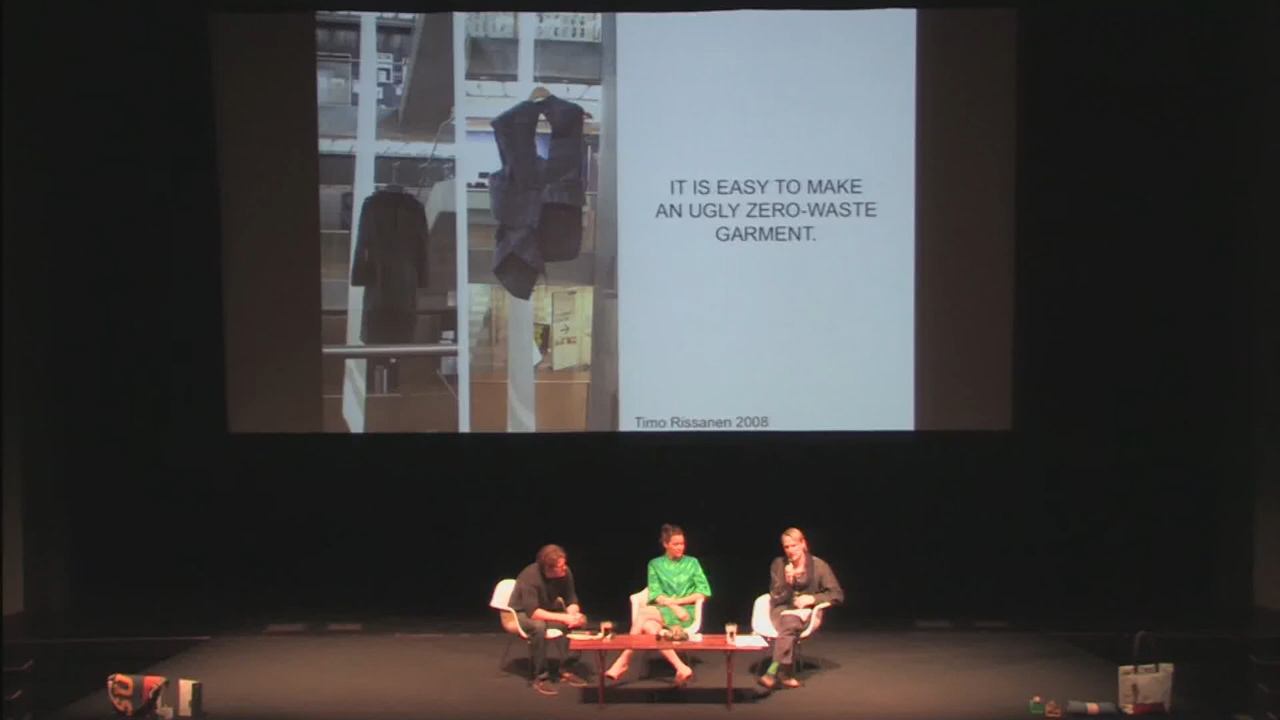 IT IS EASY TO MAKE
AN UGLY ZERO-WASTE
GARMENT.
Timo Rissanen 2008